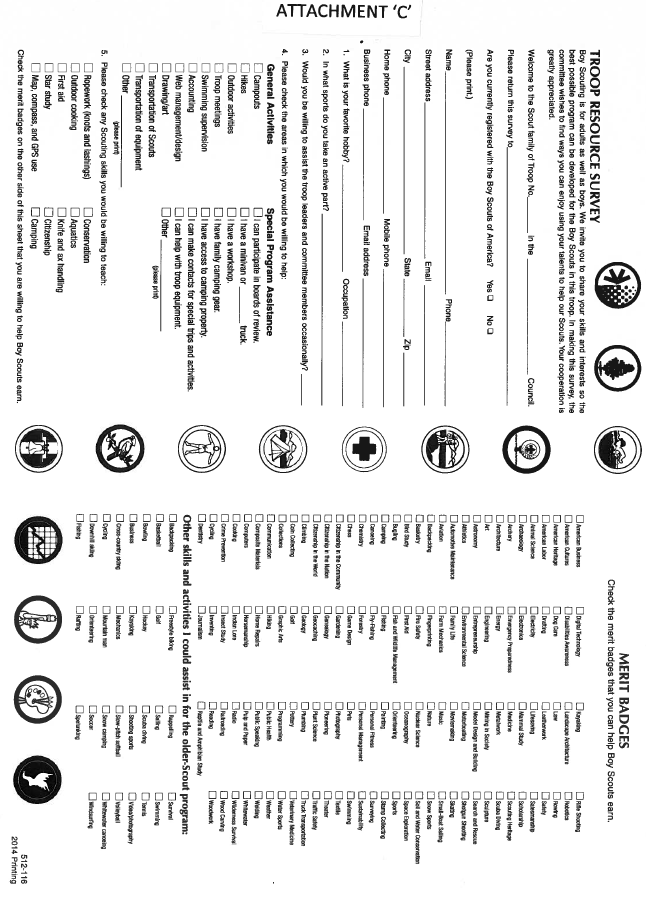 ATTACHMENT 'C'
TROOP RESOURCE SURVEY
Boy Scouting is for adults as well as boys. We invite you to share your skills and interests so the
best possible program can be developed for the Boy Scouts in this troop. In making this survey, the
committee wishes to find ways you can enjoy using your talents to help our Scouts. Your cooperation is
greatly appreciated.
Welcome to the Scout family of Troop No. in the Council.
Please return this survey to
Are you currently registered with the Boy Scouts of America? Yes No
(Please print.)
Name Phone
Street address Email
City State Zip
Home phone Mobile phone
Business phone Email address
1. What is your favorite hobby? Occupation
2. In what sports do you take an active part?
3. Would you be willing to assist the troop leaders and committee members occasionally?
4. Please check the areas in which you would be willing to help:
General Activities
Campouts
Hikes
Outdoor activities
Troop meetings
Swimming supervision
Accounting
Web management/design
Drawing/art
Transportation of Scouts
Transportation of equipment
Other
(please print)
Special Program Assistance
I can participate in boards of review.
I have a minivan or truck.
I have a workshop.
I have family camping gear.
I have access to camping property.
I can make contacts for special trips and activities.
I can help with troop equipment.
Other
(please print)
5. Please check any Scouting skills you would be willing to teach:
Ropework (knots and lashings)
Outdoor cooking
First aid
Star study
Map, compass, and GPS use
Conservation
Aquatics
Knife and ax handling
Citizenship
Camping
Check the merit badges on the other side of this sheet that you are willing to help Boy Scouts earn.
MERIT BADGES
Check the merit badges that you can help Boy Scouts earn.
American Business
American Cultures
American Heritage
American Labor
Animal Science
Archaeology
Archery
Architecture
Art
Astronomy
Athletics
Automotive Maintenance
Aviation
Backpacking
Basketry
Bird Study
Bugling
Camping
Canoeing
Chemistry
Chess
Citizenship in the Community
Citizenship in the Nation
Citizenship in the World
Climbing
Coin Collecting
Collections
Communication
Composite Materials
Computers
Cooking
Crime Prevention
Cycling
Dentistry
Digital Technology
Disabilities Awareness
Dog Care
Drafting
Electricity
Electronics
Emergency Preparedness
Energy
Engineering
Entrepreneurship
Environmental Science
Family Life
Farm Mechanics
Fingerprinting
Fire Safety
First Aid
Fish and Wildlife Management
Fishing
Fly-Fishing
Forestry
Game Design
Gardening
Genealogy
Geocaching
Geology
Golf
Graphic Arts
Hiking
Home Repairs
Horsemanship
Indian Lore
Insect Study
Inventing
Journalism
Kayaking
Landscape Architecture
Law
Leatherwork
Lifesaving
Mammal Study
Medicine
Metalwork
Mining in Society
Model Design and Building
Motorboating
Moviemaking
Music
Nature
Nuclear Science
Oceanography
Orienteering
Painting
Personal Fitness
Personal Management
Pets
Photography
Pioneering
Plant Science
Plumbing
Pottery
Programming
Public Health
Public Speaking
Pulp and Paper
Radio
Railroading
Reading
Reptile and Amphibian Study
Rifle Shooting
Robotics
Rowing
Safety
Salesmanship
Scholarship
Scouting Heritage
Scuba Diving
Sculpture
Search and Rescue
Shotgun Shooting
Skating
Small-Boat Sailing
Snow Sports
Soil and Water Conservation
Space Exploration
Sports
Stamp Collecting
Surveying
Sustainability
Swimming
Textile
Theater
Traffic Safety
Truck Transportation
Veterinary Medicine
Water Sports
Weather
Welding
Whitewater
Wilderness Survival
Wood Carving
Woodwork
Other skills and activities I could assist in for the older-Scout program:
Backpacking
Basketball
Bowling
Business
Cross-country skiing
Cycling
Downhill skiing
Fishing
Freestyle biking
Golf
Hockey
Kayaking
Mechanics
Mountain man
Orienteering
Rafting
Rappelling
Sailing
Scuba diving
Shooting sports
Slow-pitch softball
Snow camping
Soccer
Spelunking
Survival
Swimming
Tennis
Video/photography
Volleyball
Whitewater canoeing
Windsurfing
512-116
2014 Printing